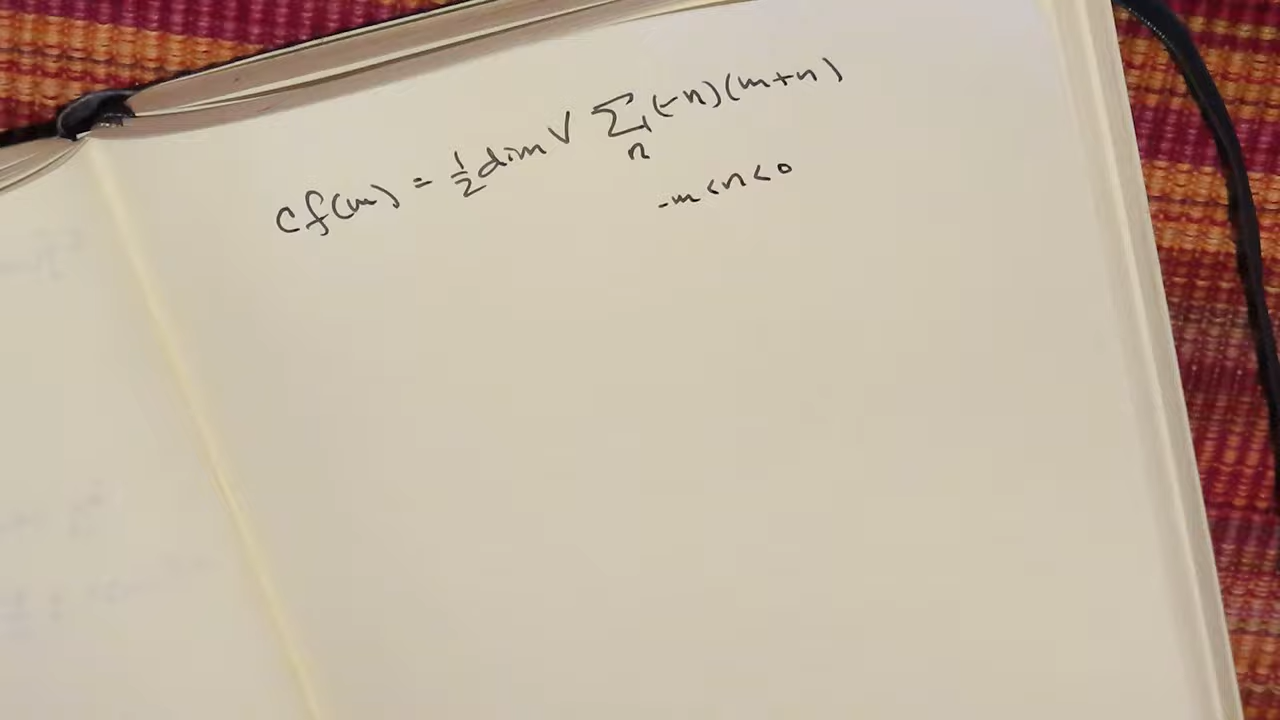 cf(m) = 1/2 dim V Σ (-n)(m+n)
n
-m < n < 0